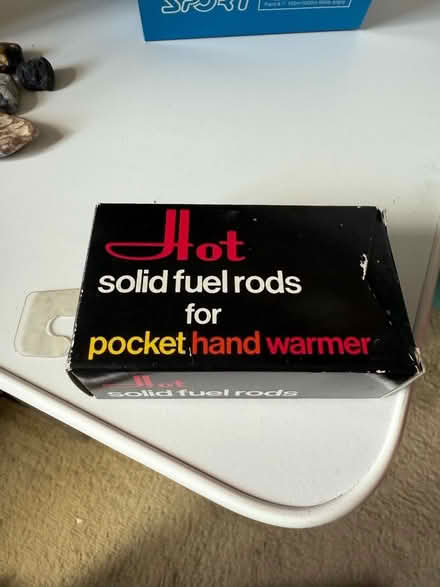 SPORT
Hot
solid fuel rods
for
pocket hand warmer
Hot
solid fuel rods